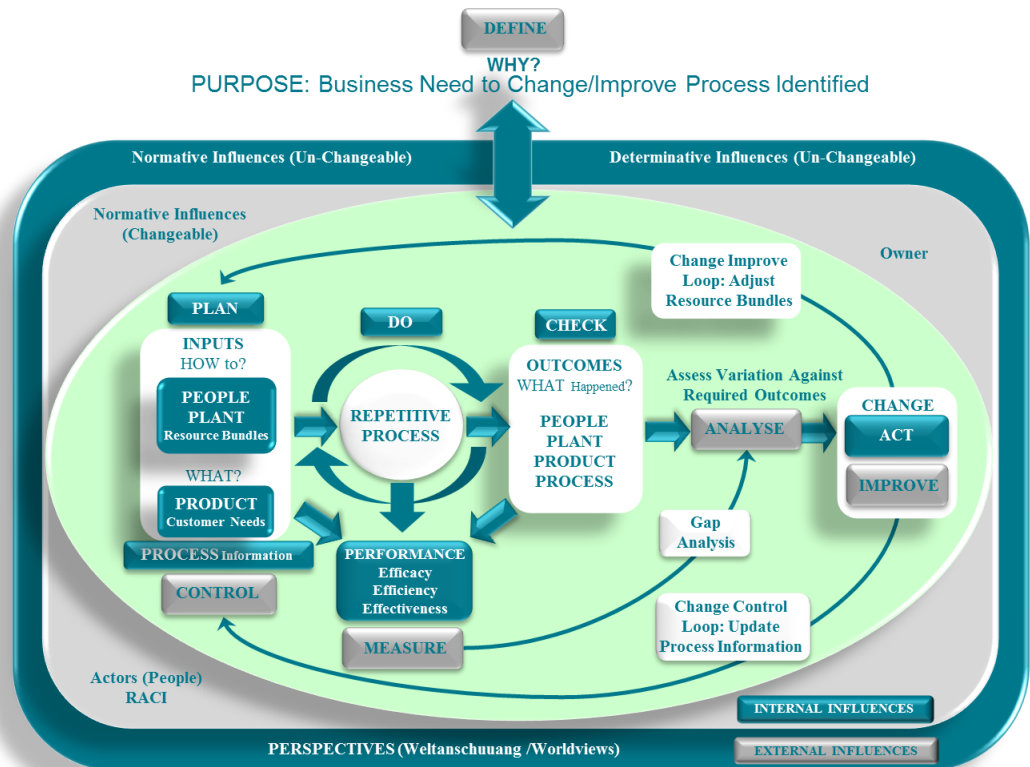 DEFINE
WHY?
PURPOSE: Business Need to Change/Improve Process Identified
Normative Influences (Un-Changeable)
Determinative Influences (Un-Changeable)
Normative Influences
(Changeable)
Owner
Change Improve
Loop: Adjust
Resource Bundles
PLAN
DO
CHECK
INPUTS
HOW to?
PEOPLE
PLANT
Resource Bundles
WHAT?
PRODUCT
Customer Needs
PROCESS Information
CONTROL
REPETITIVE
PROCESS
OUTCOMES
WHAT Happened?
PEOPLE
PLANT
PRODUCT
PROCESS
Assess Variation Against
Required Outcomes
ANALYSE
CHANGE
ACT
IMPROVE
Gap
Analysis
PERFORMANCE
Efficacy
Efficiency
Effectiveness
MEASURE
Change Control
Loop: Update
Process Information
Actors (People)
RACI
INTERNAL INFLUENCES
PERSPECTIVES (Weltanschuuang /Worldviews)
EXTERNAL INFLUENCES